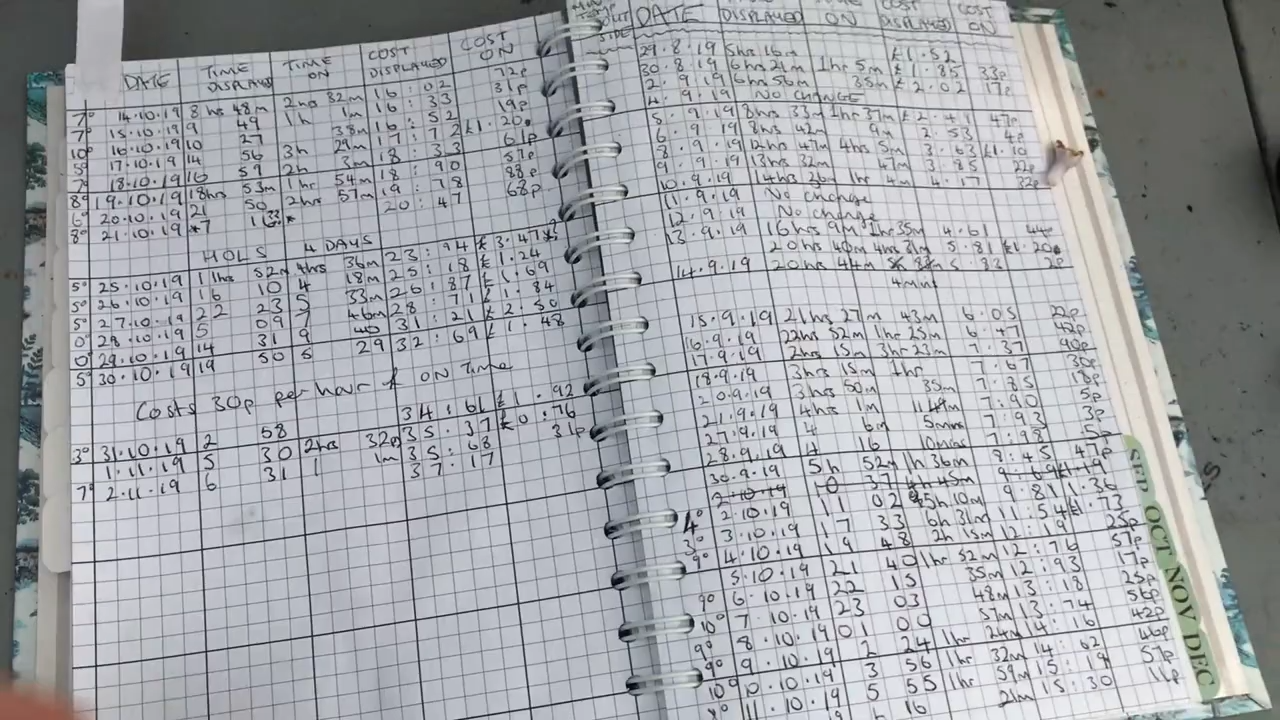 DATE TIME DISPLAYED TIME ON COST DISPLAYED COST ON
7° 14.10.19 8 hrs 48m 2hrs 32m 16:02 72p
7° 15.10.19 9 49 1h 1m 16:33 31p
10° 16.10.19 10 27 38m 16:52 19p
5° 17.10.19 14 56 3h 29m 17:72 £1.20
7° 18.10.19 16 59 2h 3m 18:33 61p
8° 19.10.19 18hrs 53m 1hr 54m 18:90 57p
6° 20.10.19 21 50 2hr 57m 19:78 88p
8° 21.10.19 20:47 68p
HOLS 4 DAYS
5° 25.10.19 11hrs 52m 4hrs 36m 23:94 £3.47
5° 26.10.19 16 10 4 18m 25:18 £1.24
5° 27.10.19 22 23 5 33m 26:87 £1.69
0° 28.10.19 5 09 7 46m 28:71 £1.84
0° 29.10.19 14 31 9 40 31:21 £2.50
5° 30.10.19 19 50 5 29 32:69 £1.48
Costs 30p per hour ON TIME
3° 31.10.19 2 58 34:61 £1.92
1.11.19 5 30 2hrs 32m 35:37 £0.76
7° 2.11.19 6 31 1 1m 35:68 31p
37:17
DATE DISPLAYED ON DISPLAYED ON
29.8.19 5hrs 16m £1.52
30.8.19 6hrs 21m 1hr 5m £1.85 33p
2.9.19 6hrs 56m 35m £2.02 17p
4.9.19 NO CHANGE
5.9.19 8hrs 33m 1hr 37m £2.49 47p
6.9.19 8hrs 42m 9m 2.53 4p
8.9.19 12hrs 47m 4hrs 5m 3.63 £1.10
9.9.19 13hrs 32m 47m 3.85 22p
10.9.19 14hrs 36m 1hr 4m 4.17 32p
11.9.19 No change
12.9.19 No change
13.9.19 16hrs 9m 1hr 35m 4.61 44p
20hrs 40m 4hrs 31m 5.81 £1.20
14.9.19 20hrs 44m 5.83 2p
4mins
15.9.19 21hrs 27m 43m 6.05 22p
16.9.19 22hrs 52m 1hr 25m 6.47 42p
17.9.19 2hrs 15m 3hr 23m 7.37 90p
18.9.19 3hrs 15m 1hr 7.67 30p
20.9.19 3hrs 50m 35m 7:85 18p
21.9.19 4hrs 1m 7:90 5p
27.9.19 4 6m 5mins 7:93 3p
28.9.19 4 16 10mins 7:98 5p
30.9.19 5h 52m 1h 36m 8:45 47p
2.10.19 10 37 4h 45m
4° 2.10.19 11 02 5h 10m 9:81 1.36
3° 3.10.19 17 33 6h 31m 11:54 £1.73
9° 4.10.19 19 48 2h 15m 12:19 25p
5.10.19 21 40 1hr 52m 12:76 57p
9° 6.10.19 22 15 35m 12:93 17p
10° 7.10.19 23 03 48m 13:18 25p
9° 8.10.19 01 00 57m 13:74 56p
9° 9.10.19 2 24 1hr 24m 14:16 42p
10° 10.10.19 3 56 1hr 32m 14:62 46p
8° 11.10.19 5 55 1hr 59m 15:19 57p
16 21m 15:30 11p
SEP OCT NOV DEC